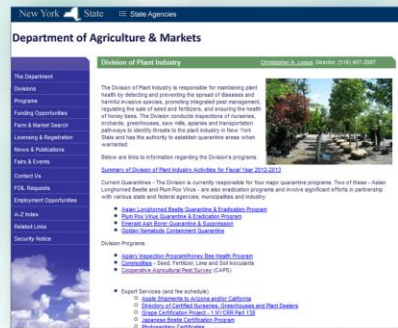 New York State
State Agencies
Department of Agriculture & Markets
The Department
Divisions
Programs
Funding Opportunities
Farm & Market Search
Licensing & Registration
News & Publications
Fairs & Events
Contact Us
FOIL Requests
Employment Opportunities
A-Z Index
Related Links
Security Notice
Division of Plant Industry
Christopher A. Logue, Director, (518) 457-2087
The Division of Plant Industry is responsible for maintaining plant
health by detecting and preventing the spread of diseases and
harmful invasive species, promoting integrated pest management,
regulating the sale of seed and fertilizers, and ensuring the health
of honey bees. The Division conducts inspections of nurseries,
orchards, greenhouses, saw mills, apiaries and transportation
pathways to identify threats to the plant industry in New York
State and has the authority to establish quarantine areas when
warranted.
Below are links to information regarding the Division's programs:
Summary of Division of Plant Industry Activities for Fiscal Year 2012-2013
Current Quarantines - The Division is currently responsible for four major quarantine programs. Two of these - Asian
Longhorned Beetle and Plum Pox Virus - are also eradication programs and involve significant efforts in partnership
with various state and federal agencies, municipalities and industry.
Asian Longhorned Beetle Quarantine & Eradication Program
Plum Pox Virus Quarantine & Eradication Program
Emerald Ash Borer Quarantine & Suppression
Golden Nematode Containment Quarantine
Division Programs
Apiary Inspection Program/Honey Bee Health Program
Commodities - Seed, Fertilizer, Lime and Soil Inoculants
Cooperative Agricultural Pest Survey (CAPS)
Export Services (and fee schedule)
Apple Shipments to Arizona and/or California
Directory of Certified Nurseries, Greenhouses and Plant Dealers
Grape Certification Project - 1 NYCRR Part 138
Japanese Beetle Certification Program
Phytosanitary Certificates